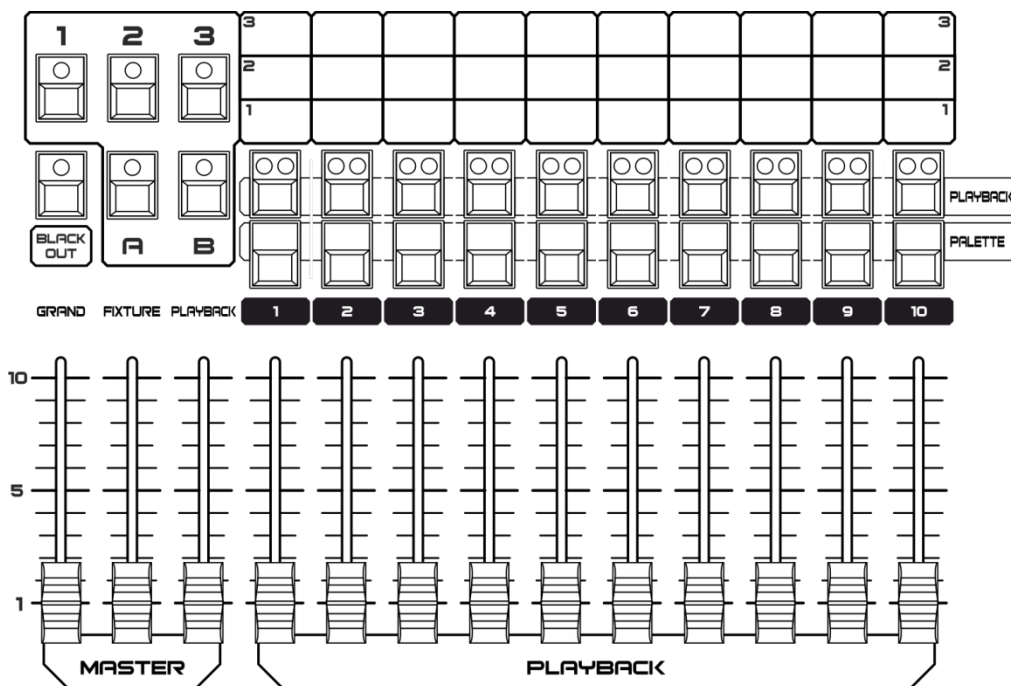 1 2 3
3 3
2 2
1 1
PLAYBACK
BLACK OUT
A B
PALETTE
GRAND FIXTURE PLAYBACK 1 2 3 4 5 6 7 8 9 10
10
5
1
MASTER PLAYBACK